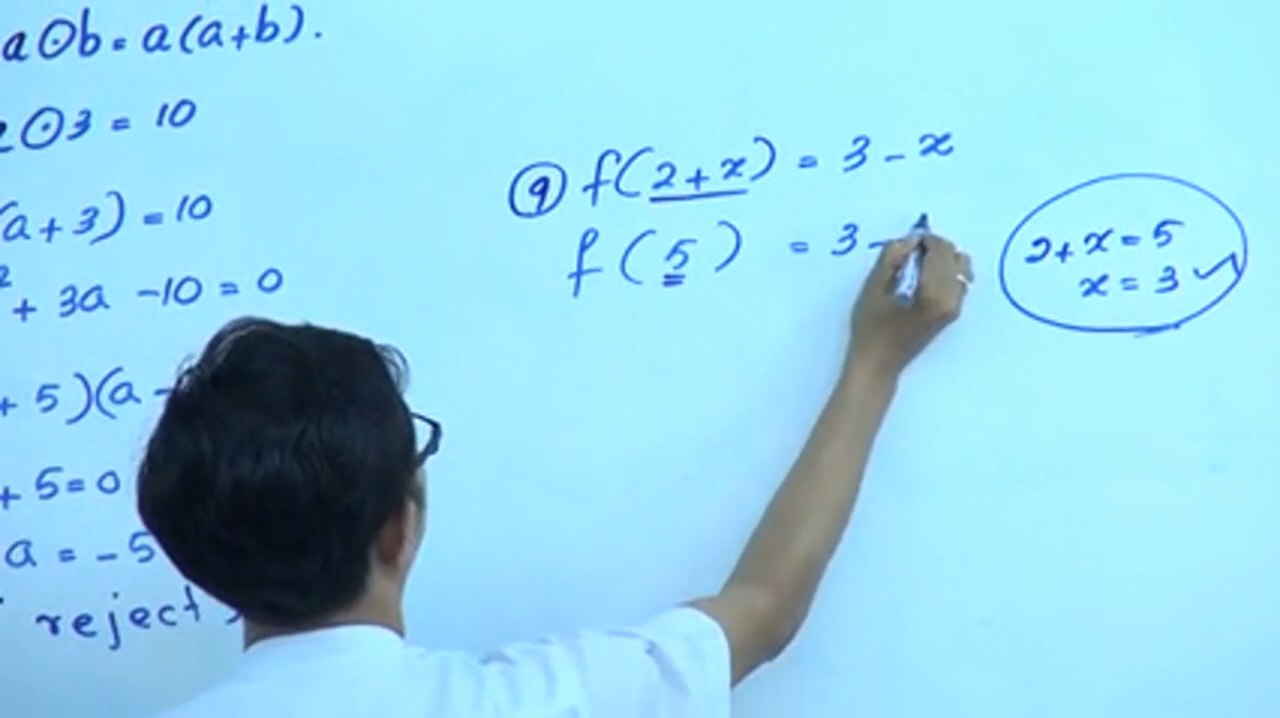 a⊙b = a(a+b).
⊙3 = 10
(a+3) = 10
2 + 3a - 10 = 0
+ 5)(a -
+ 5 = 0
a = -5
reject
⑨ f(2+x) = 3 - x
f(5) = 3 -
2+x = 5
x = 3 ✓